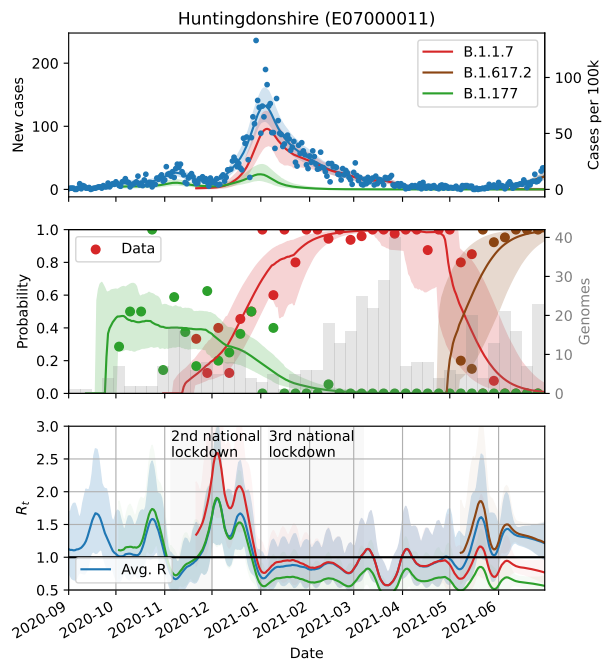 Huntingdonshire (E07000011)
New cases
200
100
0
B.1.1.7
B.1.617.2
B.1.177
100
50
0
Cases per 100k
Probability
1.0
0.8
0.6
0.4
0.2
0.0
Data
40
30
20
10
0
Genomes
R_t
3.0
2.5
2.0
1.5
1.0
0.5
2nd national
lockdown
3rd national
lockdown
Avg. R
2020-09
2020-10
2020-11
2020-12
2021-01
2021-02
2021-03
2021-04
2021-05
2021-06
Date